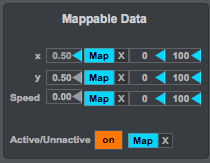 Mappable Data
x 0.50 Map X 0 100
y 0.50 Map X 0 100
Speed 0.00 Map X 0 100
Active/Unnactive on Map X